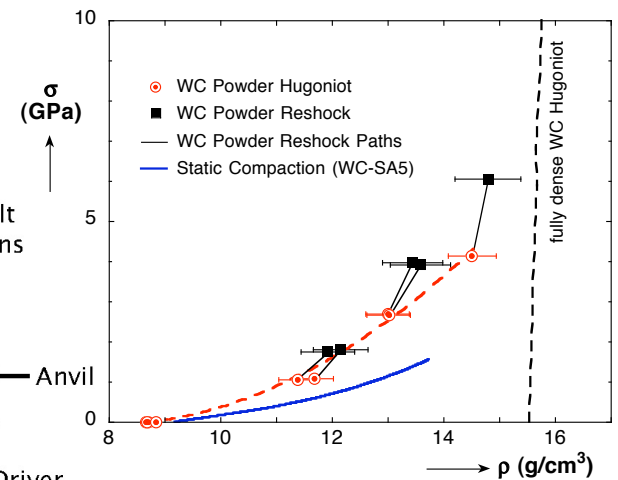 10
σ
(GPa)
WC Powder Hugoniot
WC Powder Reshock
WC Powder Reshock Paths
Static Compaction (WC-SA5)
fully dense WC Hugoniot
lt
ns
5
Anvil
0
8
10
12
14
16
ρ (g/cm³)
Driver